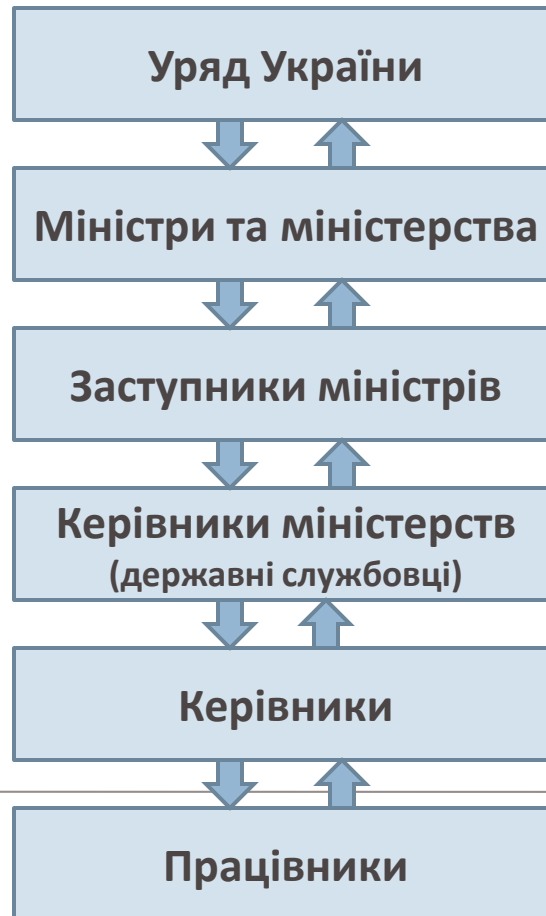 Уряд України
Міністри та міністерства
Заступники міністрів
Керівники міністерств
(державні службовці)
Керівники
Працівники